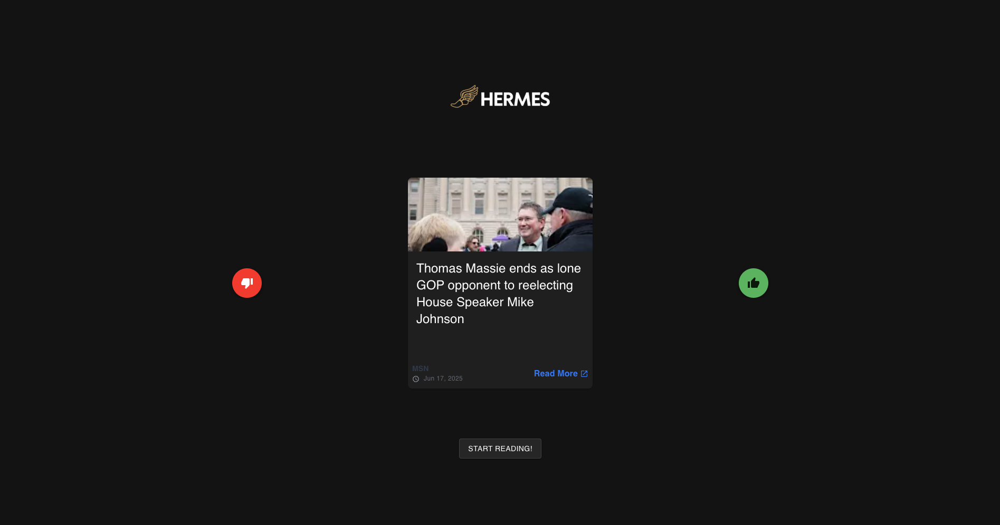 HERMES
Thomas Massie ends as lone
GOP opponent to reelecting
House Speaker Mike
Johnson
MSN
Jun 17, 2025
Read More
START READING!